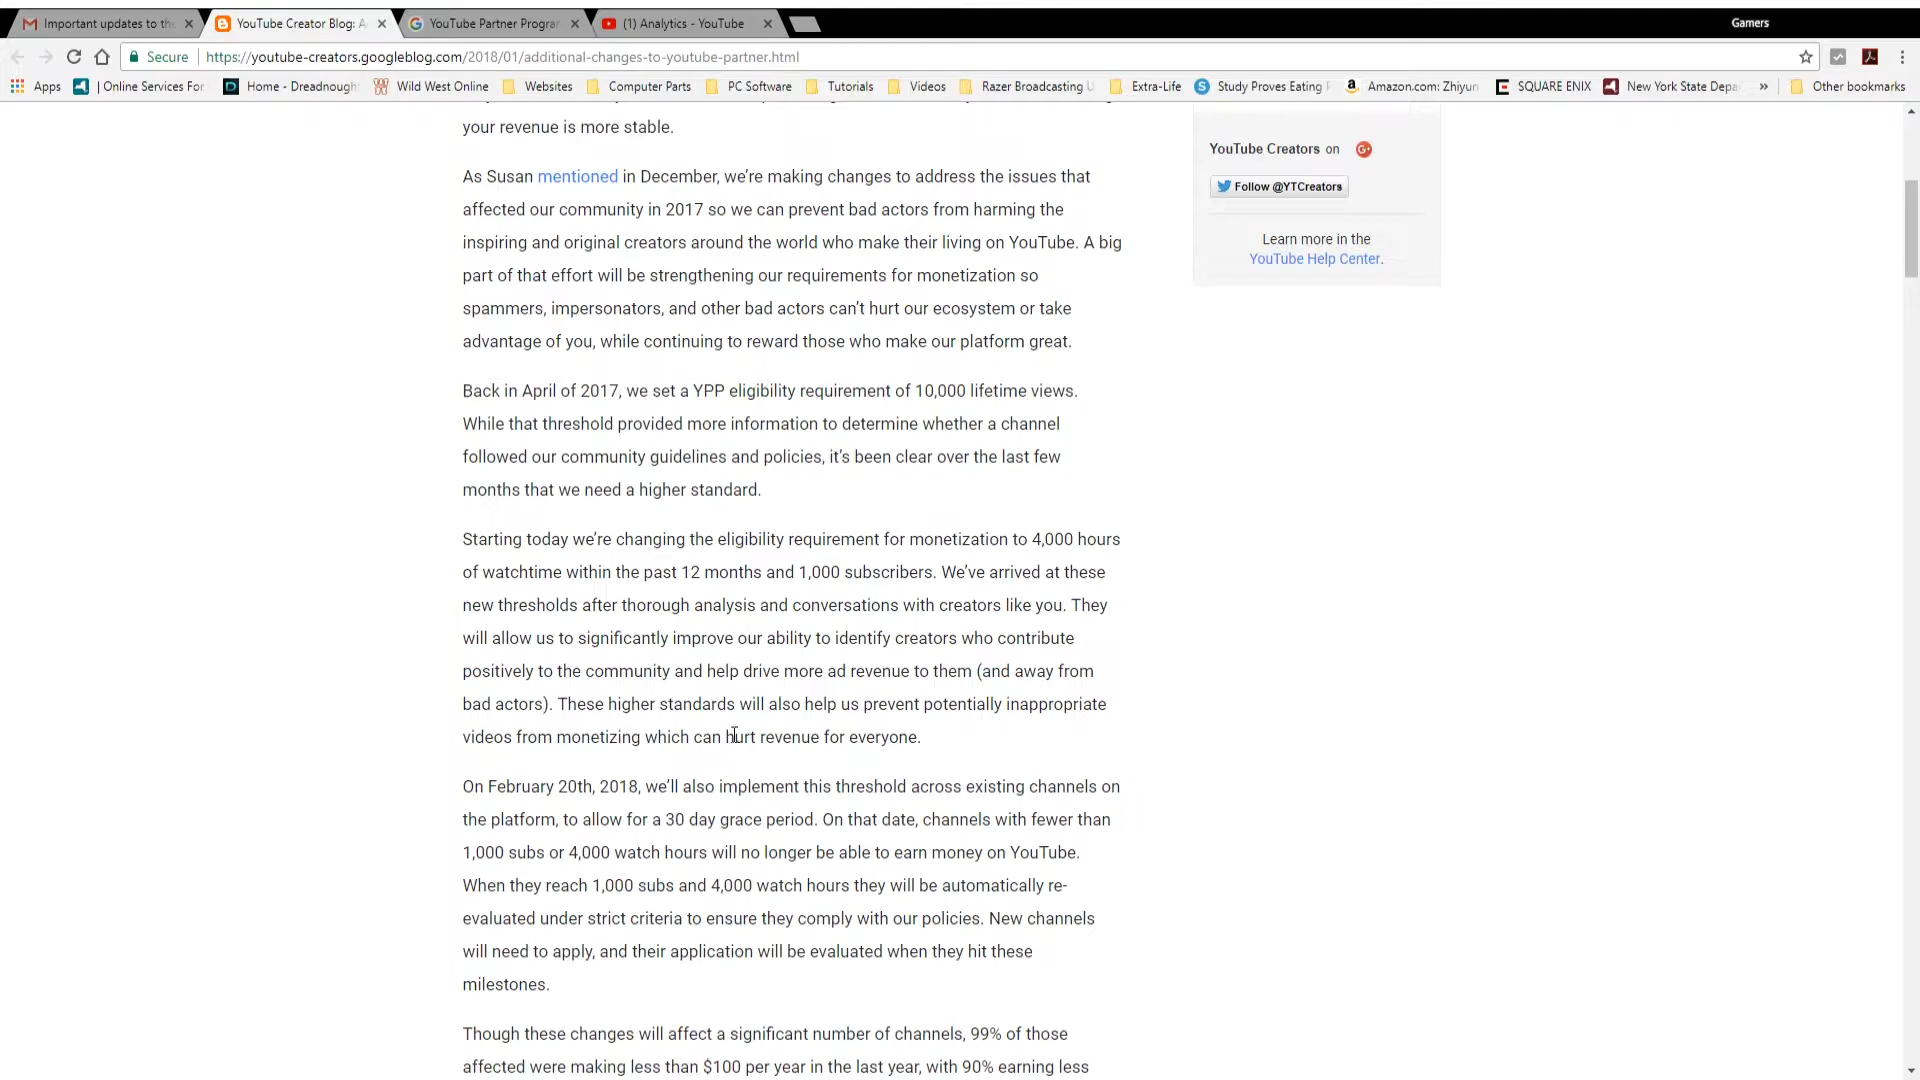 Important updates to th
YouTube Creator Blog: A
YouTube Partner Progra
(1) Analytics - YouTube
Gamers
Secure
https://youtube-creators.googleblog.com/2018/01/additional-changes-to-youtube-partner.html
Apps
| Online Services For
Home - Dreadnough
Wild West Online
Websites
Computer Parts
PC Software
Tutorials
Videos
Razer Broadcasting
Extra-Life
Study Proves Eating
Amazon.com: Zhiyun
SQUARE ENIX
New York State Depa
»
Other bookmarks
your revenue is more stable.
As Susan mentioned in December, we’re making changes to address the issues that
affected our community in 2017 so we can prevent bad actors from harming the
inspiring and original creators around the world who make their living on YouTube. A big
part of that effort will be strengthening our requirements for monetization so
spammers, impersonators, and other bad actors can’t hurt our ecosystem or take
advantage of you, while continuing to reward those who make our platform great.
Back in April of 2017, we set a YPP eligibility requirement of 10,000 lifetime views.
While that threshold provided more information to determine whether a channel
followed our community guidelines and policies, it’s been clear over the last few
months that we need a higher standard.
Starting today we’re changing the eligibility requirement for monetization to 4,000 hours
of watchtime within the past 12 months and 1,000 subscribers. We’ve arrived at these
new thresholds after thorough analysis and conversations with creators like you. They
will allow us to significantly improve our ability to identify creators who contribute
positively to the community and help drive more ad revenue to them (and away from
bad actors). These higher standards will also help us prevent potentially inappropriate
videos from monetizing which can hurt revenue for everyone.
On February 20th, 2018, we’ll also implement this threshold across existing channels on
the platform, to allow for a 30 day grace period. On that date, channels with fewer than
1,000 subs or 4,000 watch hours will no longer be able to earn money on YouTube.
When they reach 1,000 subs and 4,000 watch hours they will be automatically re-
evaluated under strict criteria to ensure they comply with our policies. New channels
will need to apply, and their application will be evaluated when they hit these
milestones.
Though these changes will affect a significant number of channels, 99% of those
affected were making less than $100 per year in the last year, with 90% earning less
YouTube Creators on
Follow @YTCreators
Learn more in the
YouTube Help Center.